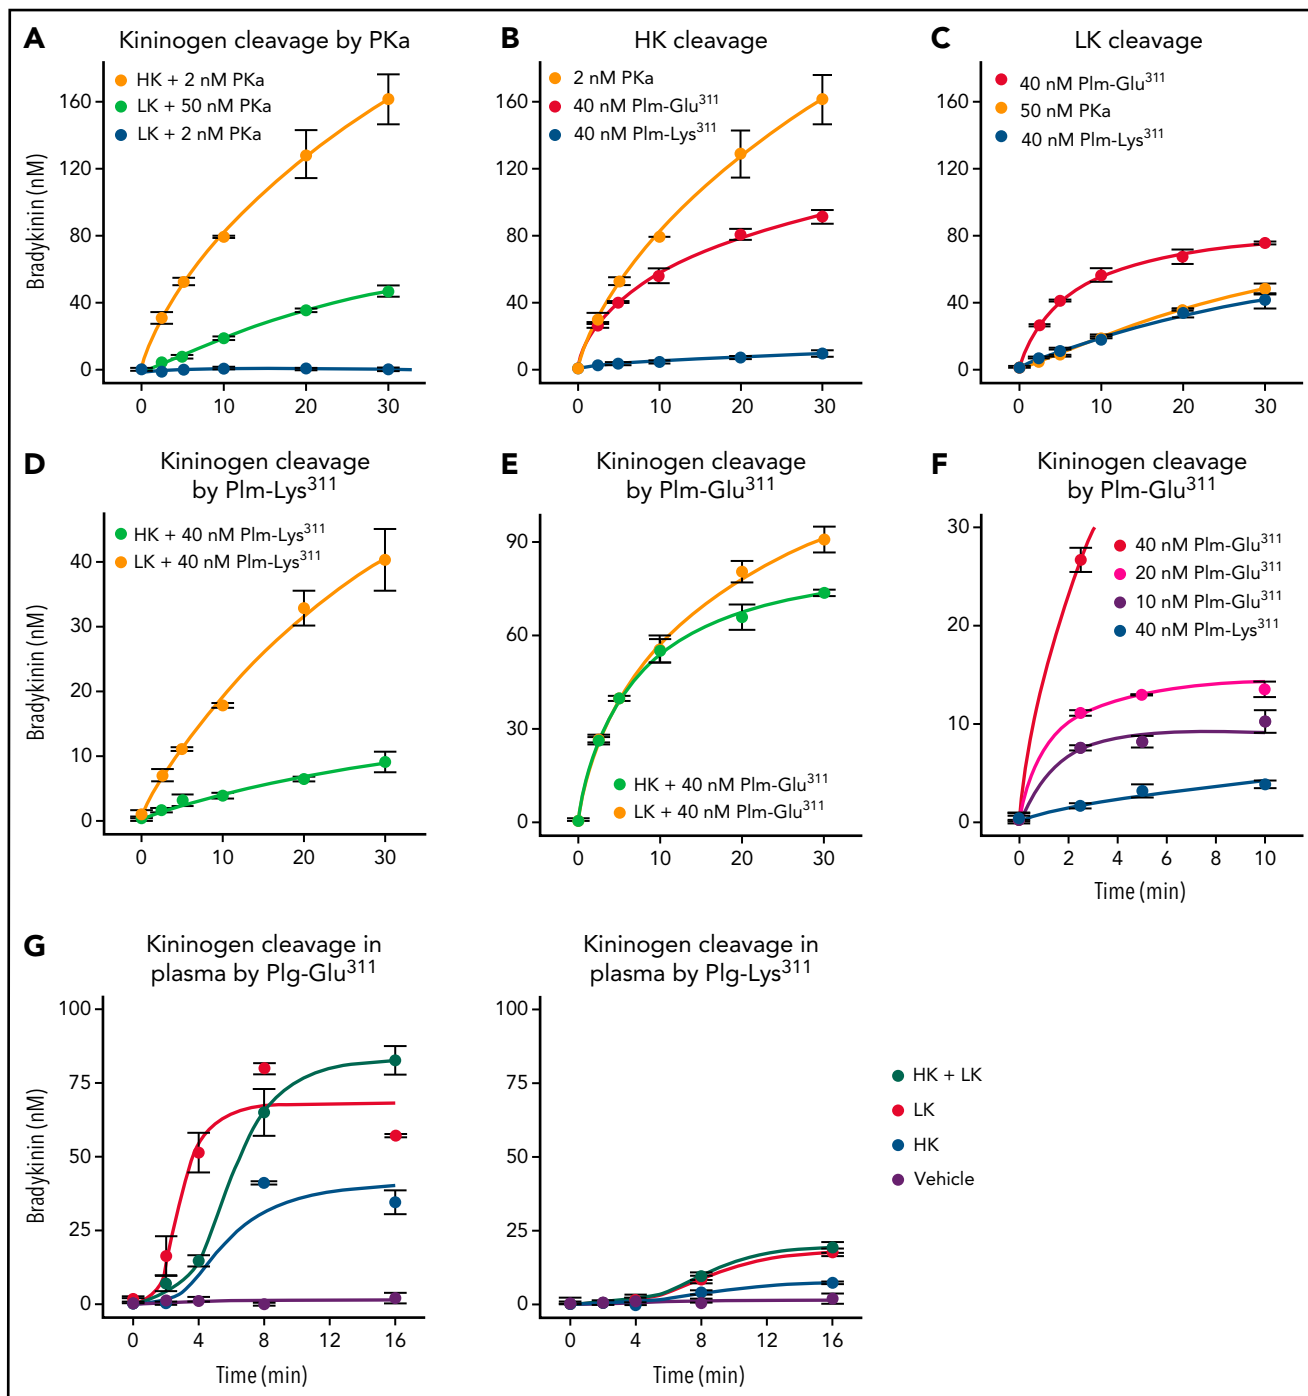 A Kininogen cleavage by PKa
HK + 2 nM PKa
LK + 50 nM PKa
LK + 2 nM PKa
Bradykinin (nM)
160
120
80
40
0
0 10 20 30
B HK cleavage
2 nM PKa
40 nM Plm-Glu³¹¹
40 nM Plm-Lys³¹¹
160
120
80
40
0
0 10 20 30
C LK cleavage
40 nM Plm-Glu³¹¹
50 nM PKa
40 nM Plm-Lys³¹¹
160
120
80
40
0
0 10 20 30
D Kininogen cleavage
by Plm-Lys³¹¹
HK + 40 nM Plm-Lys³¹¹
LK + 40 nM Plm-Lys³¹¹
Bradykinin (nM)
40
30
20
10
0
0 10 20 30
E Kininogen cleavage
by Plm-Glu³¹¹
90
60
30
0
HK + 40 nM Plm-Glu³¹¹
LK + 40 nM Plm-Glu³¹¹
0 10 20 30
F Kininogen cleavage
by Plm-Glu³¹¹
40 nM Plm-Glu³¹¹
20 nM Plm-Glu³¹¹
10 nM Plm-Glu³¹¹
40 nM Plm-Lys³¹¹
30
20
10
0
0 2 4 6 8 10
Time (min)
G Kininogen cleavage in
plasma by Plg-Glu³¹¹
Bradykinin (nM)
100
75
50
25
0
0 4 8 12 16
Time (min)
Kininogen cleavage in
plasma by Plg-Lys³¹¹
100
75
50
25
0
0 4 8 12 16
Time (min)
HK + LK
LK
HK
Vehicle